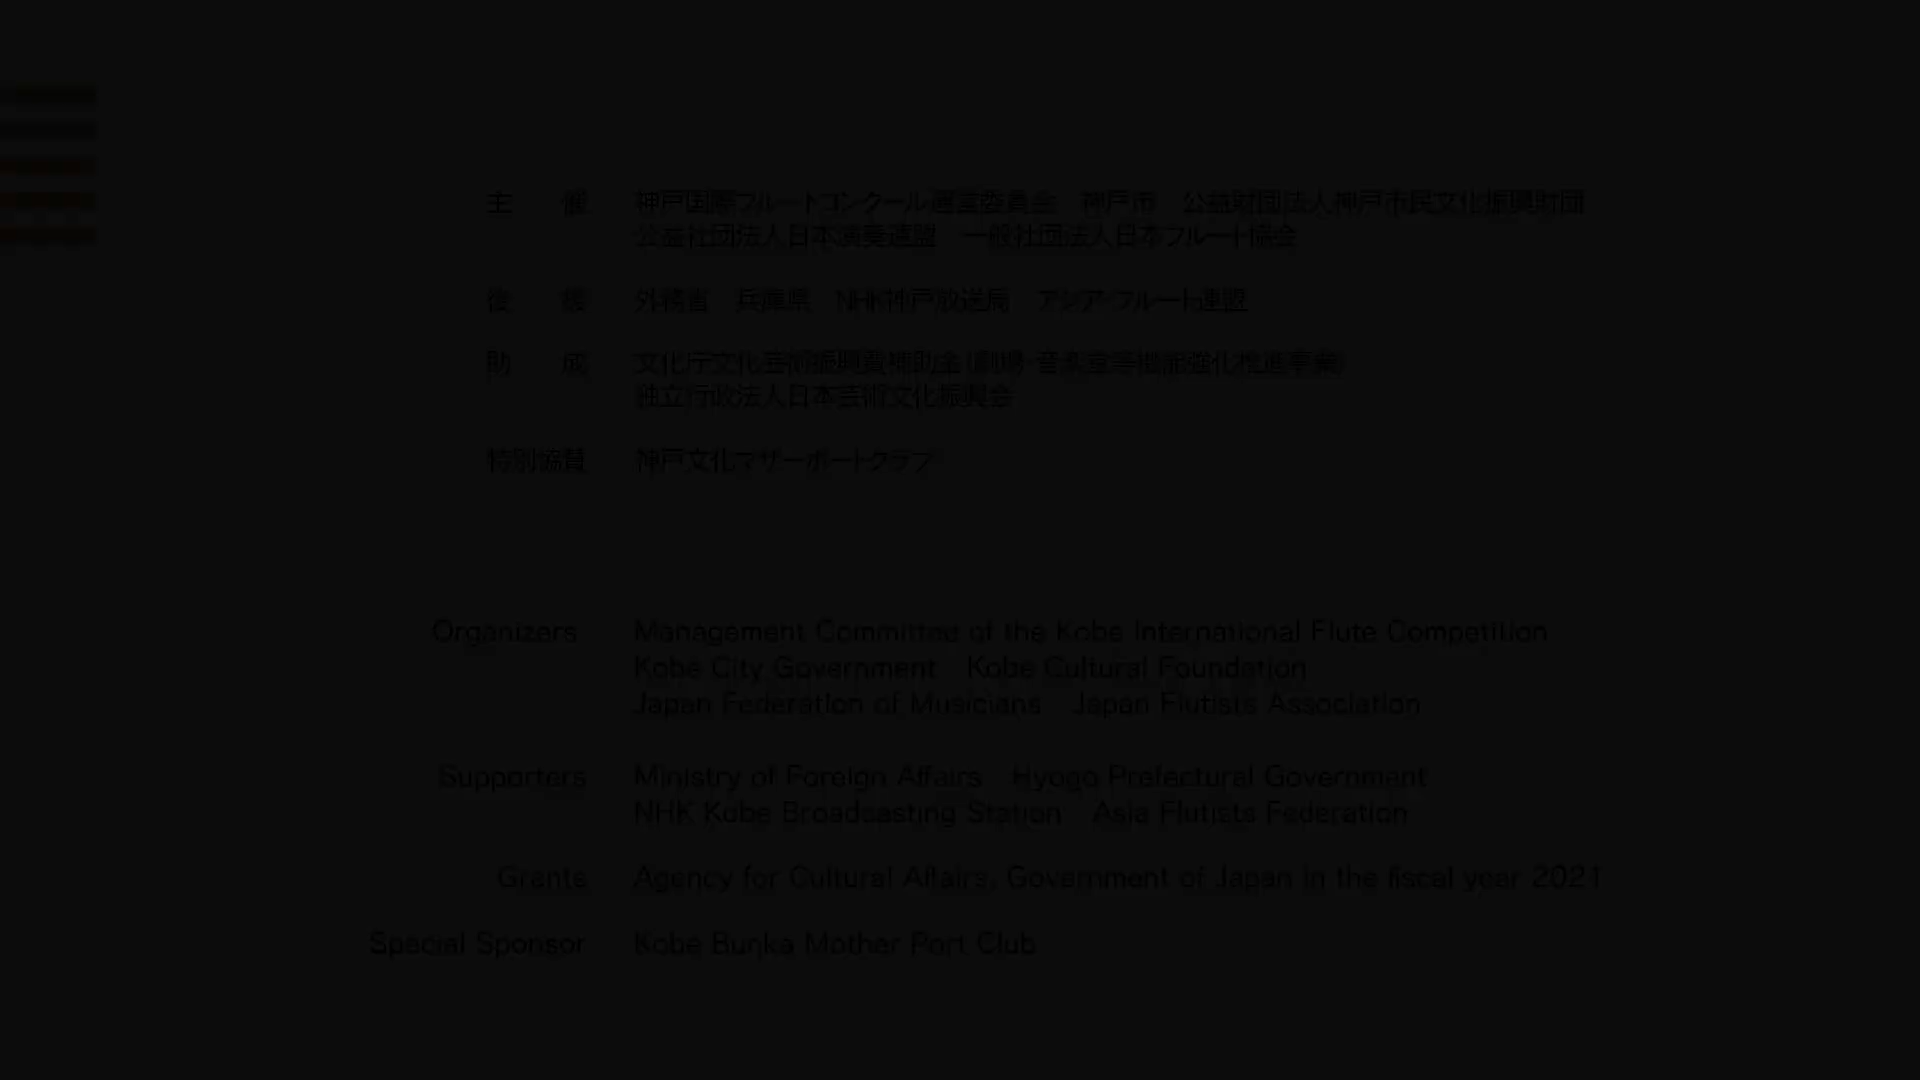 主　　催　神戸国際フルートコンクール運営委員会　神戸市　公益財団法人神戸市民文化振興財団
公益社団法人日本演奏連盟　一般社団法人日本フルート協会
後　　援　外務省　兵庫県　NHK神戸放送局　アジア・フルート連盟
助　　成　文化庁文化芸術振興費補助金（劇場・音楽堂等機能強化推進事業）
独立行政法人日本芸術文化振興会
特別協賛　神戸文化マザーポートクラブ
Organizers　Management Committee of the Kobe International Flute Competition
Kobe City Government　Kobe Cultural Foundation
Japan Federation of Musicians　Japan Flutists Association
Supporters　Ministry of Foreign Affairs　Hyogo Prefectural Government
NHK Kobe Broadcasting Station　Asia Flutists Federation
Grants　Agency for Cultural Affairs, Government of Japan in the fiscal year 2021
Special Sponsor　Kobe Bunka Mother Port Club